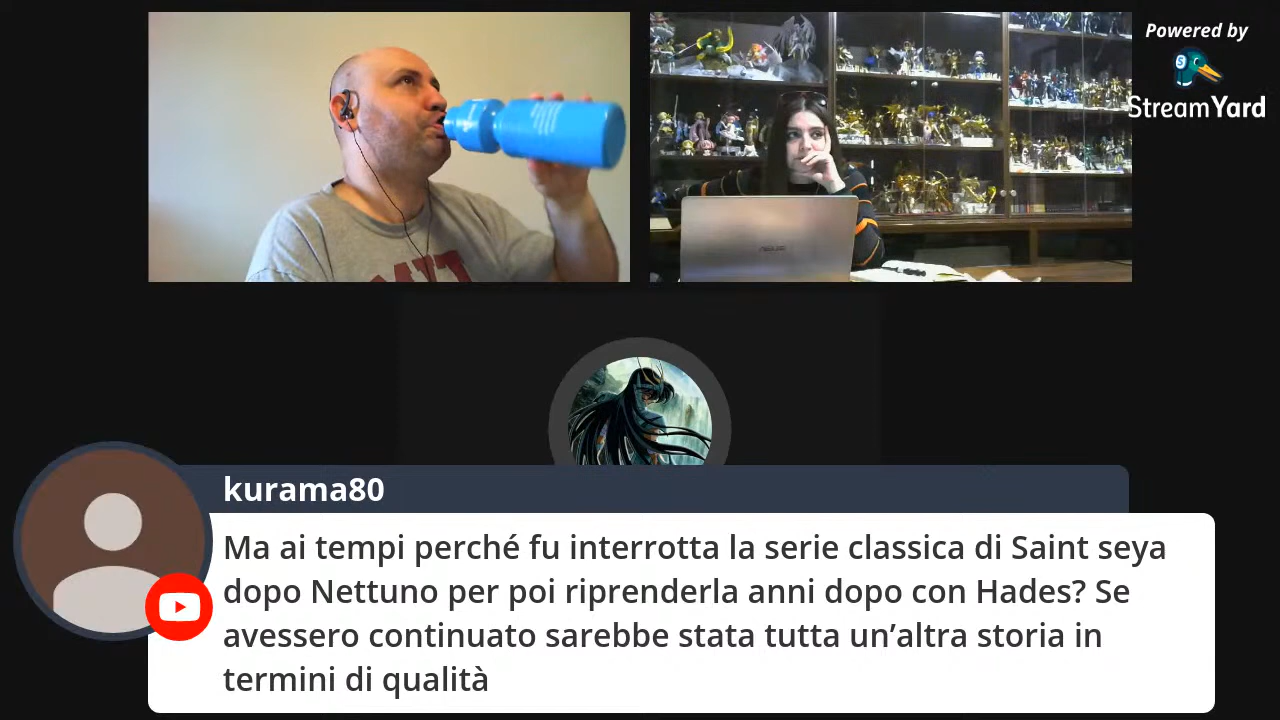 Powered by
StreamYard
MIT
ASUS
kurama80
Ma ai tempi perché fu interrotta la serie classica di Saint seya
dopo Nettuno per poi riprenderla anni dopo con Hades? Se
avessero continuato sarebbe stata tutta un’altra storia in
termini di qualità